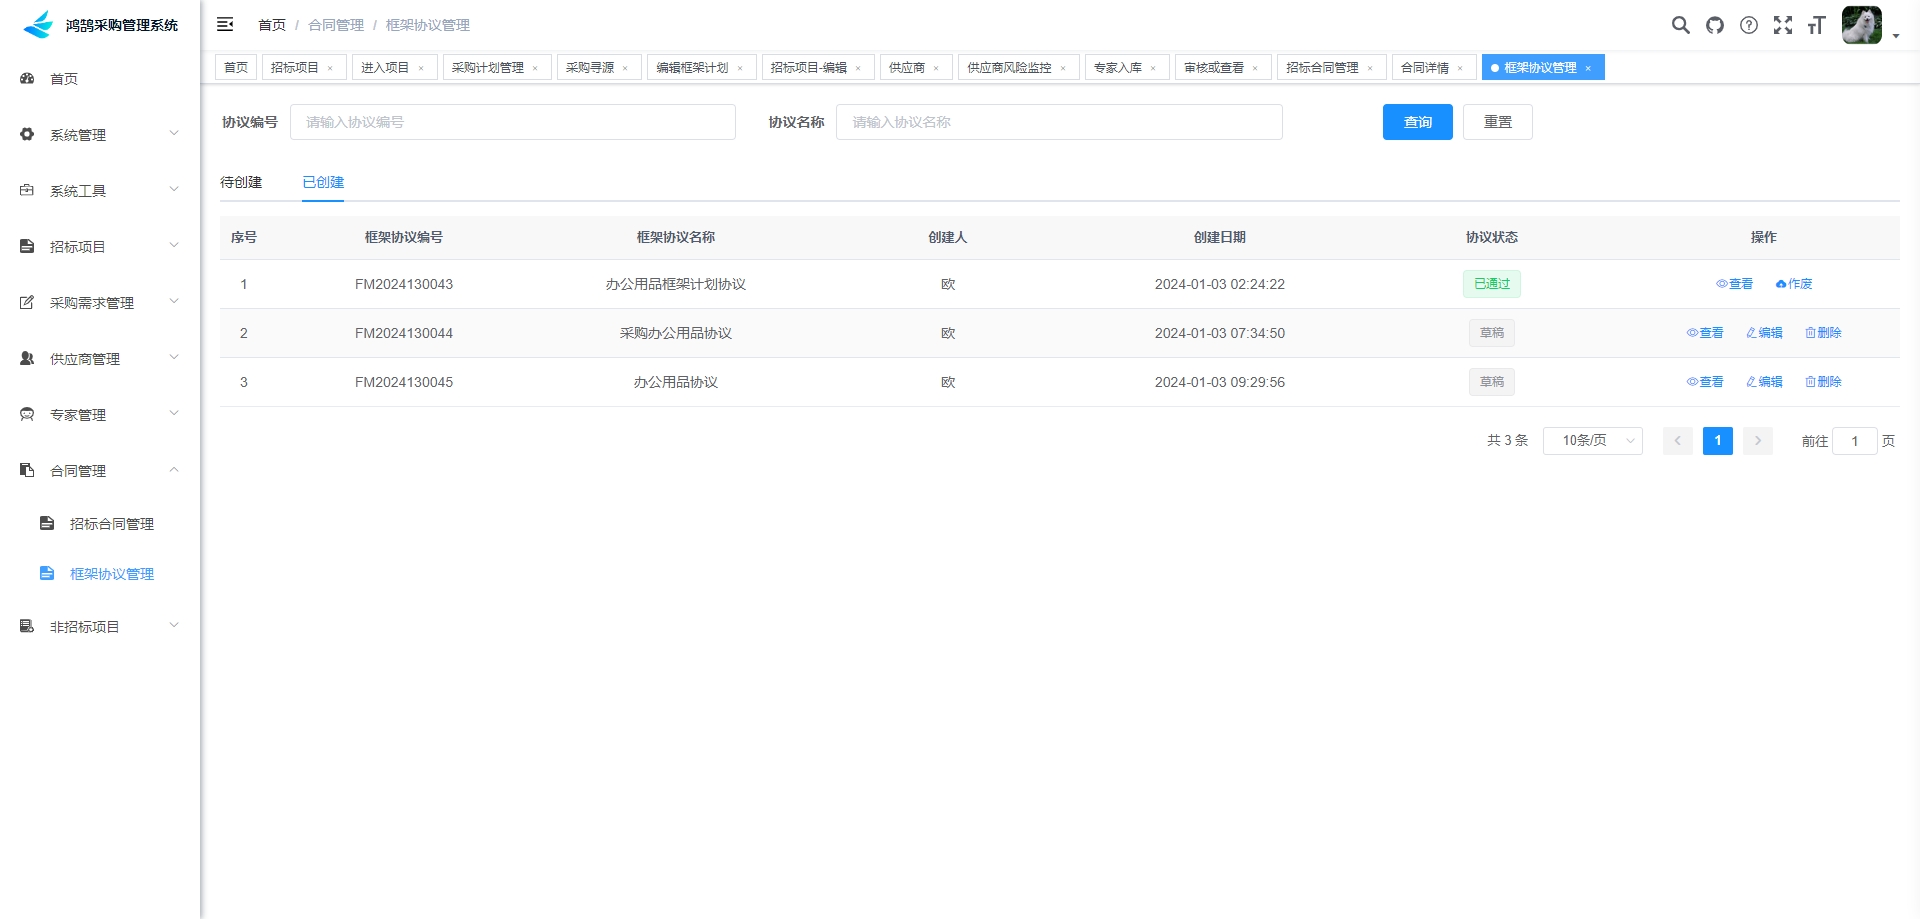 鸿鹄采购管理系统
首页 / 合同管理 / 框架协议管理
首页
系统管理
系统工具
招标项目
采购需求管理
供应商管理
专家管理
合同管理
招标合同管理
框架协议管理
非招标项目
首页 招标项目 × 进入项目 × 采购计划管理 × 采购寻源 × 编辑框架计划 × 招标项目-编辑 × 供应商 × 供应商风险监控 × 专家入库 × 审核或查看 × 招标合同管理 × 合同详情 × 框架协议管理 ×
协议编号 请输入协议编号 协议名称 请输入协议名称 查询 重置
待创建 已创建
序号 框架协议编号 框架协议名称 创建人 创建日期 协议状态 操作
1 FM2024130043 办公用品框架计划协议 欧 2024-01-03 02:24:22 已通过 查看 作废
2 FM2024130044 采购办公用品协议 欧 2024-01-03 07:34:50 草稿 查看 编辑 删除
3 FM2024130045 办公用品协议 欧 2024-01-03 09:29:56 草稿 查看 编辑 删除
共 3 条 10条/页 1 前往 1 页